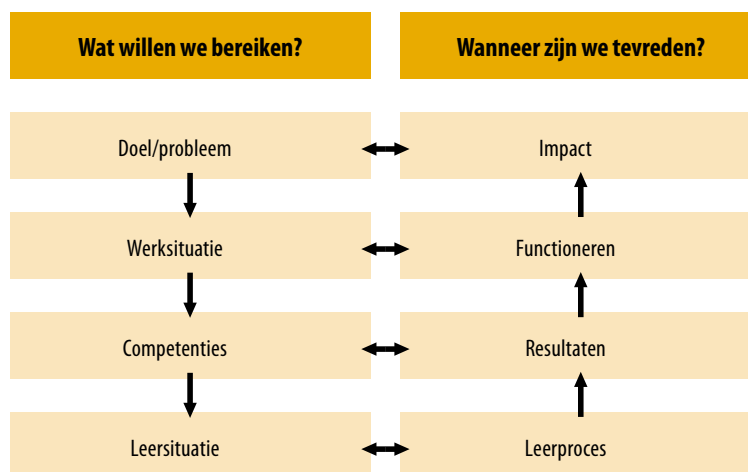 Wat willen we bereiken?
Wanneer zijn we tevreden?
Doel/probleem
Impact
Werksituatie
Functioneren
Competenties
Resultaten
Leersituatie
Leerproces